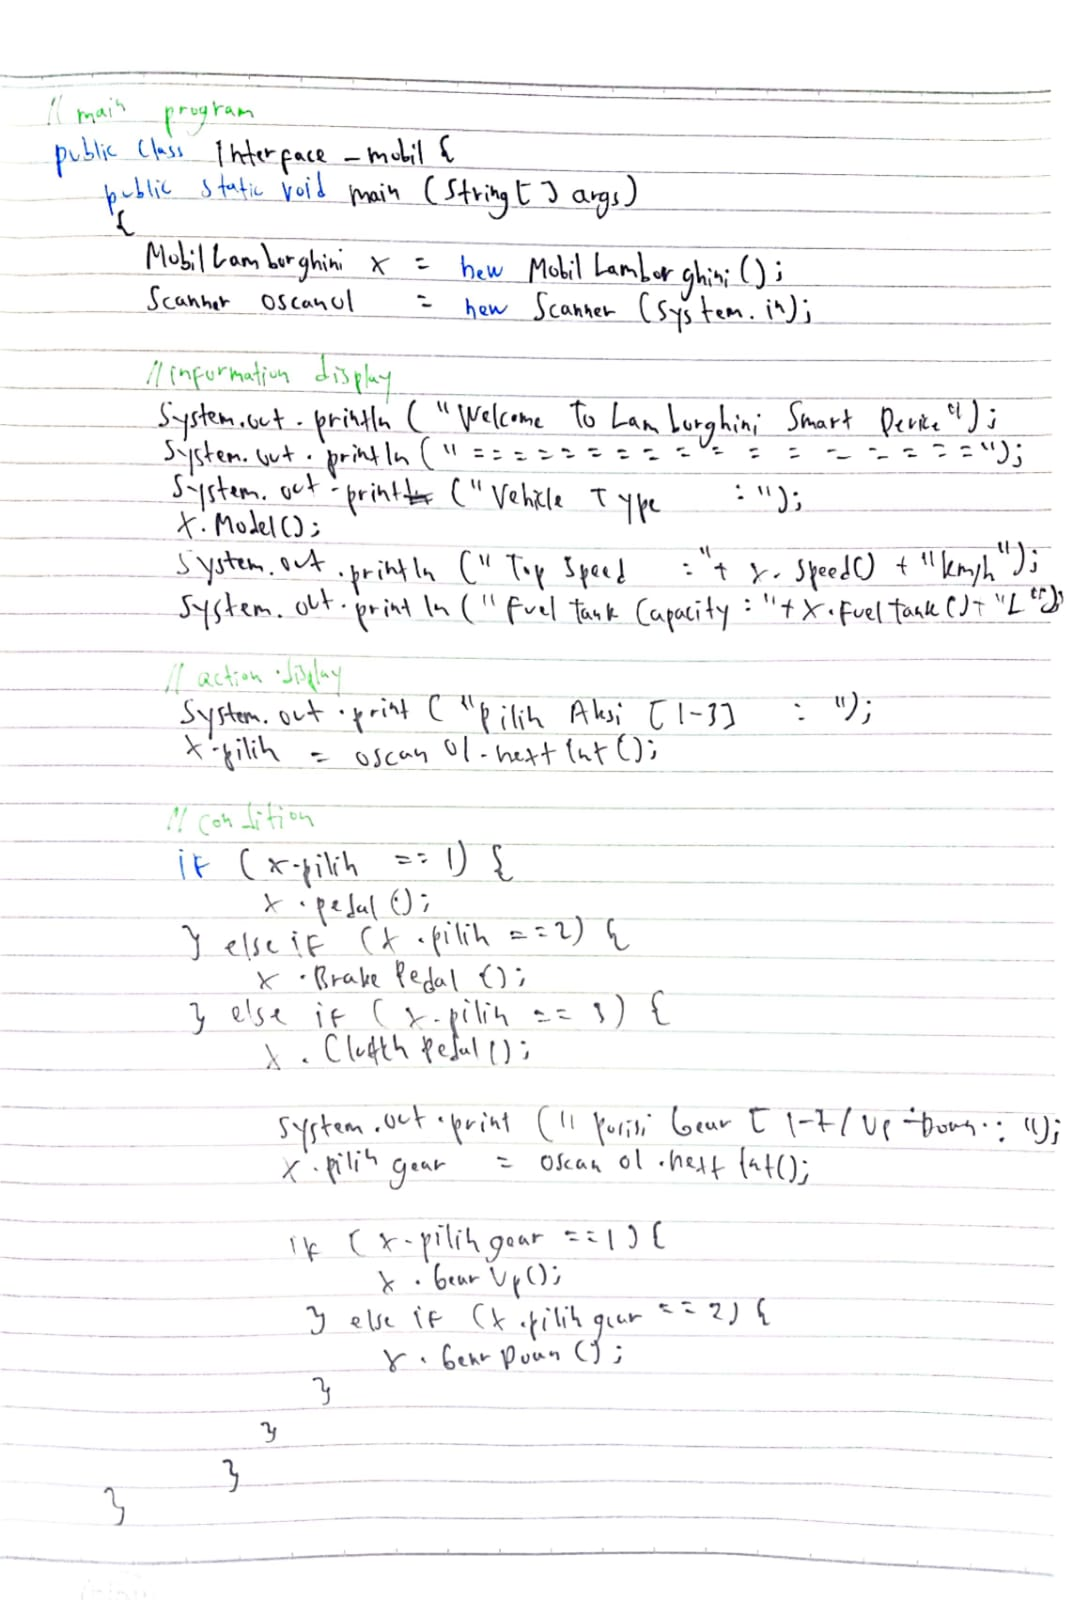 // main program
public class Interface_mobil {
public static void main (String[] args)
{
MobilLamborghini x = new MobilLamborghini();
Scanner oscan01 = new Scanner (System.in);
// information display
System.out.println ("Welcome To Lamborghini Smart Device");
System.out.println ("==================");
System.out.print ("Vehicle Type :");
x.Model();
System.out.println ("Top Speed :"+ x.speed() + "km/h");
System.out.println ("fuel tank Capacity : "+x.fueltank()+ "Liter");
// action display
System.out.print ("Pilih Aksi [1-3] : ");
x.pilih = oscan01.nextInt();
// condition
if (x.pilih == 1) {
x.pedal();
} else if (x.pilih ==2) {
x.BrakePedal ();
} else if (x.pilih == 3) {
x.ClutchPedal();
System.out.print ("Posisi Gear [1-7/Up-Down : ");
x.pilihgear = oscan01.nextInt();
if (x.pilihgear ==1) {
x.GearUp();
} else if (x.pilihgear == 2) {
x.GearDown();
}
}
}
}